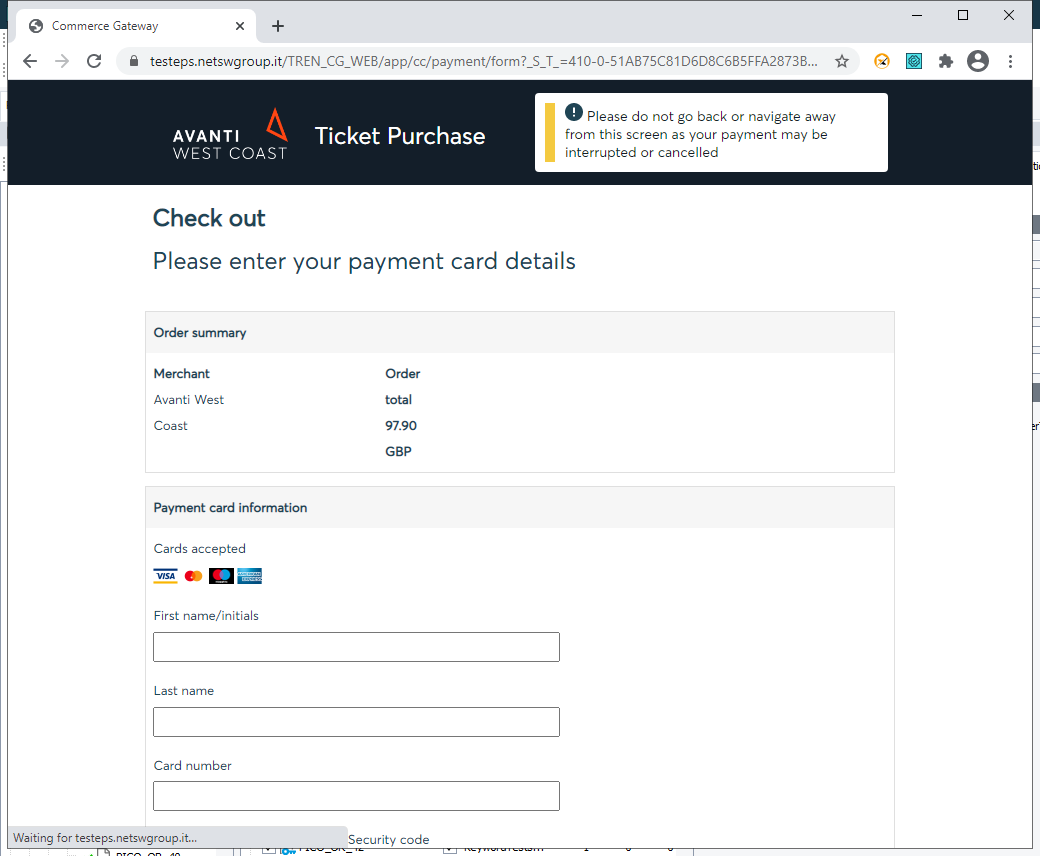 Commerce Gateway
testeps.netswgroup.it/TREN_CG_WEB/app/cc/payment/form?_S_T_=410-0-51AB75C81D6D8C6B5FFA2873B...
AVANTI
WEST COAST
Ticket Purchase
! Please do not go back or navigate away
from this screen as your payment may be
interrupted or cancelled
Check out
Please enter your payment card details
Order summary
Merchant
Avanti West
Coast
Order
total
97.90
GBP
Payment card information
Cards accepted
VISA
First name/initials
Last name
Card number
Security code
Waiting for testeps.netswgroup.it...